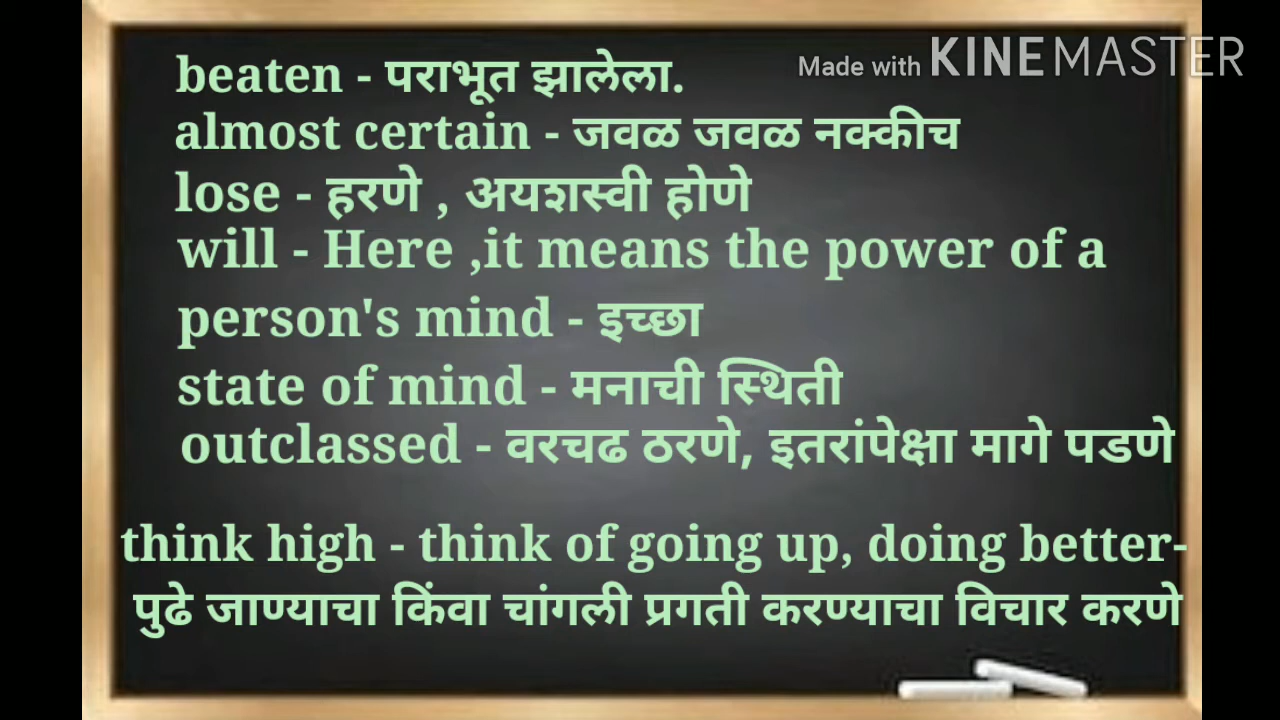 beaten - पराभूत झालेला.
Made with KINEMASTER
almost certain - जवळ जवळ नक्कीच
lose - हरणे , अयशस्वी होणे
will - Here ,it means the power of a
person's mind - इच्छा
state of mind - मनाची स्थिती
outclassed - वरचढ ठरणे, इतरांपेक्षा मागे पडणे
think high - think of going up, doing better-
पुढे जाण्याचा किंवा चांगली प्रगती करण्याचा विचार करणे